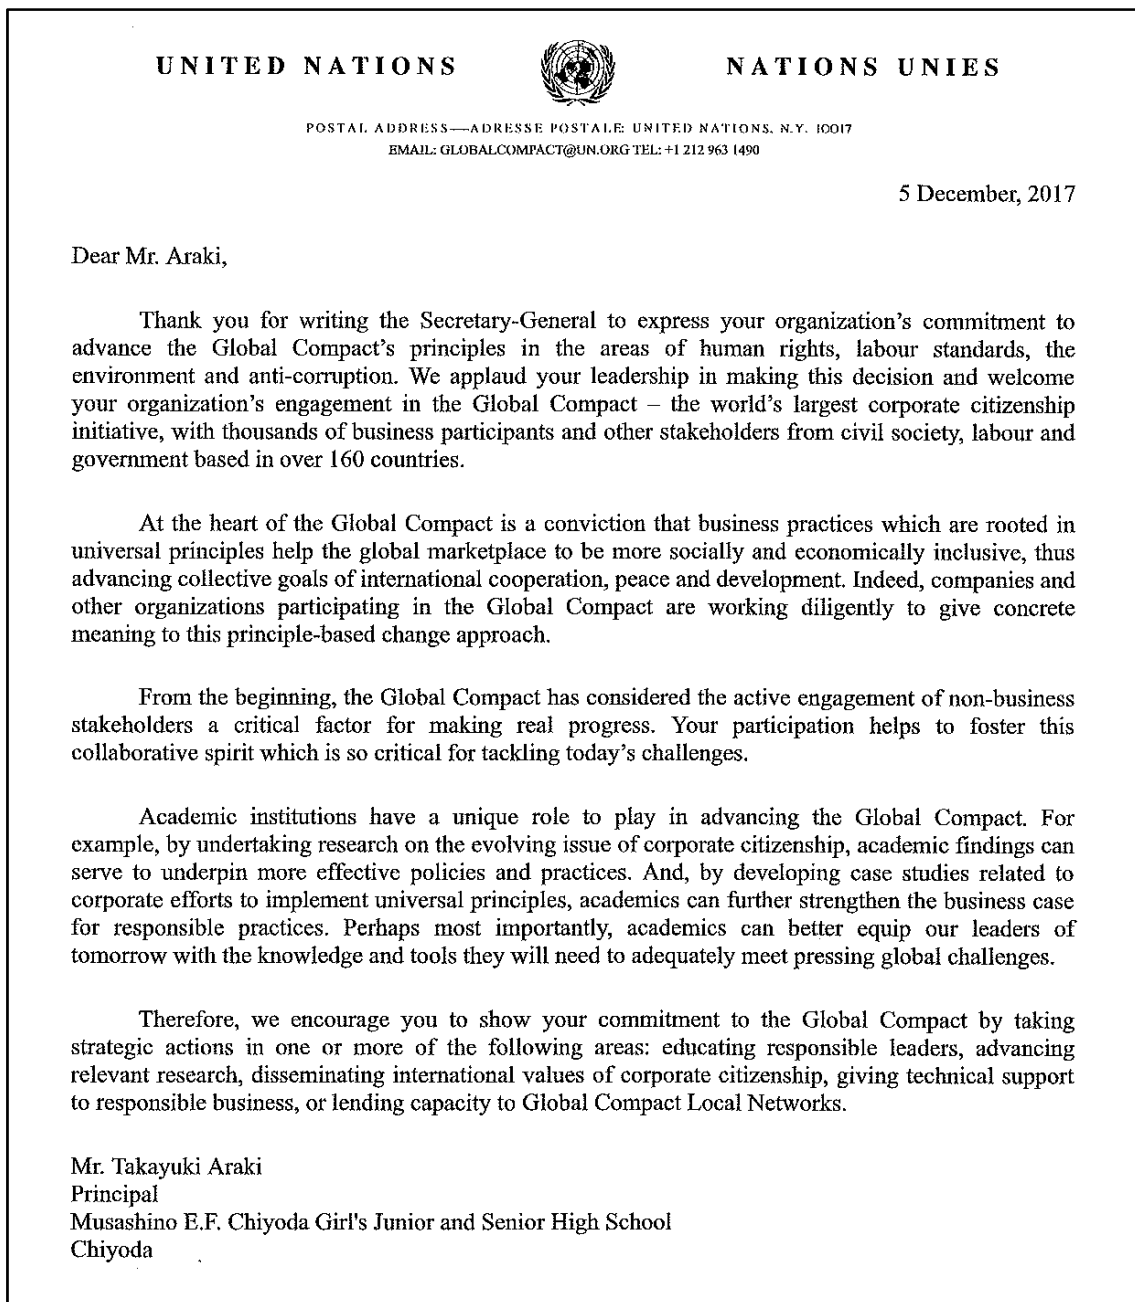 UNITED NATIONS
NATIONS UNIES
POSTAL ADDRESS—ADRESSE POSTALE: UNITED NATIONS, N.Y. 10017
EMAIL: GLOBALCOMPACT@UN.ORG TEL: +1 212 963 1490
5 December, 2017
Dear Mr. Araki,
Thank you for writing the Secretary-General to express your organization's commitment to
advance the Global Compact's principles in the areas of human rights, labour standards, the
environment and anti-corruption. We applaud your leadership in making this decision and welcome
your organization's engagement in the Global Compact – the world's largest corporate citizenship
initiative, with thousands of business participants and other stakeholders from civil society, labour and
government based in over 160 countries.
At the heart of the Global Compact is a conviction that business practices which are rooted in
universal principles help the global marketplace to be more socially and economically inclusive, thus
advancing collective goals of international cooperation, peace and development. Indeed, companies and
other organizations participating in the Global Compact are working diligently to give concrete
meaning to this principle-based change approach.
From the beginning, the Global Compact has considered the active engagement of non-business
stakeholders a critical factor for making real progress. Your participation helps to foster this
collaborative spirit which is so critical for tackling today's challenges.
Academic institutions have a unique role to play in advancing the Global Compact. For
example, by undertaking research on the evolving issue of corporate citizenship, academic findings can
serve to underpin more effective policies and practices. And, by developing case studies related to
corporate efforts to implement universal principles, academics can further strengthen the business case
for responsible practices. Perhaps most importantly, academics can better equip our leaders of
tomorrow with the knowledge and tools they will need to adequately meet pressing global challenges.
Therefore, we encourage you to show your commitment to the Global Compact by taking
strategic actions in one or more of the following areas: educating responsible leaders, advancing
relevant research, disseminating international values of corporate citizenship, giving technical support
to responsible business, or lending capacity to Global Compact Local Networks.
Mr. Takayuki Araki
Principal
Musashino E.F. Chiyoda Girl's Junior and Senior High School
Chiyoda